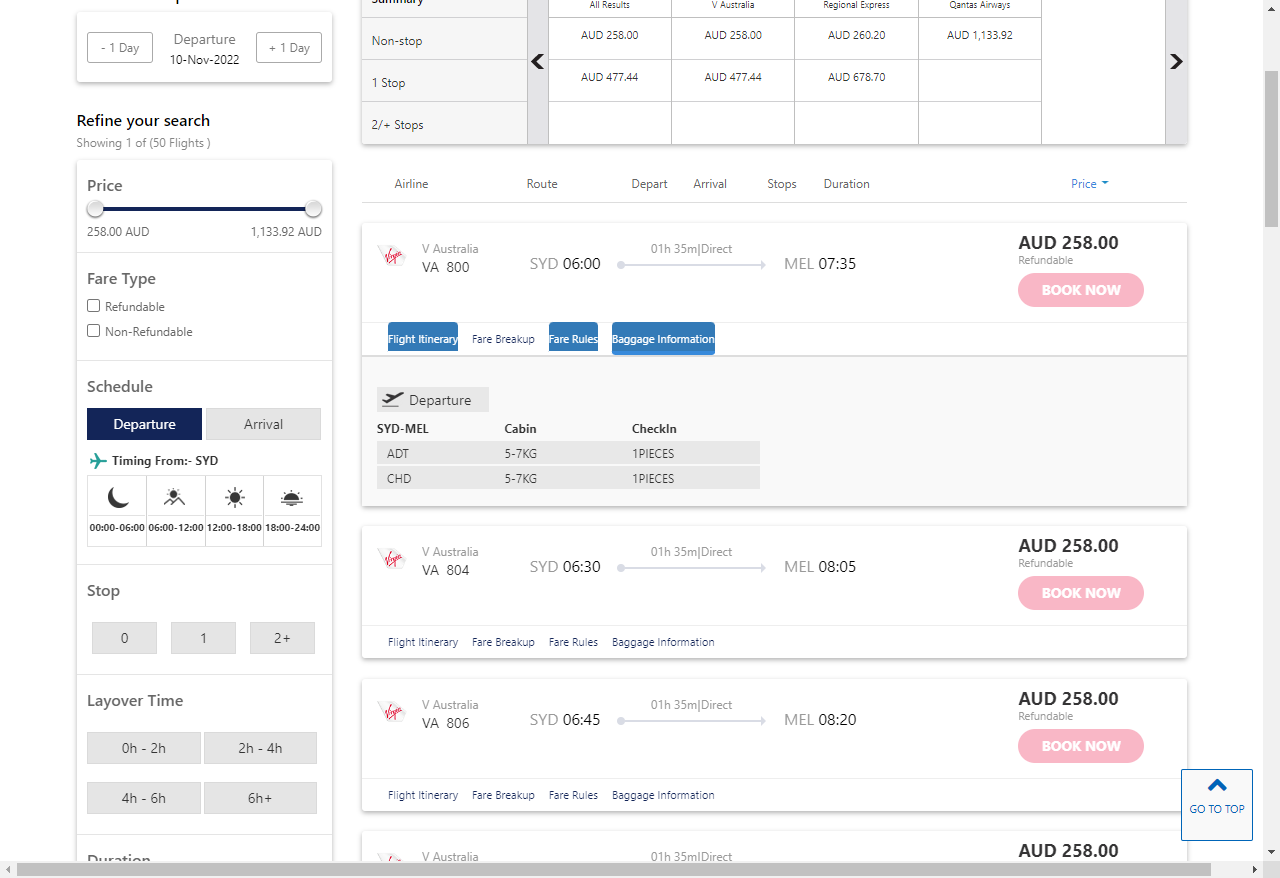 - 1 Day
Departure
10-Nov-2022
+ 1 Day
Refine your search
Showing 1 of (50 Flights )
Price
258.00 AUD
1,133.92 AUD
Fare Type
Refundable
Non-Refundable
Schedule
Departure
Arrival
Timing From:- SYD
00:00-06:00
06:00-12:00
12:00-18:00
18:00-24:00
Stop
0
1
2+
Layover Time
0h - 2h
2h - 4h
4h - 6h
6h+
Duration
Summary
All Results
V Australia
Regional Express
Qantas Airways
Non-stop
AUD 258.00
AUD 258.00
AUD 260.20
AUD 1,133.92
1 Stop
AUD 477.44
AUD 477.44
AUD 678.70
2/+ Stops
Airline
Route
Depart
Arrival
Stops
Duration
Price
Virgin
V Australia
VA 800
SYD 06:00
01h 35m|Direct
MEL 07:35
AUD 258.00
Refundable
BOOK NOW
Flight Itinerary
Fare Breakup
Fare Rules
Baggage Information
Departure
SYD-MEL
Cabin
CheckIn
ADT
5-7KG
1PIECES
CHD
5-7KG
1PIECES
Virgin
V Australia
VA 804
SYD 06:30
01h 35m|Direct
MEL 08:05
AUD 258.00
Refundable
BOOK NOW
Flight Itinerary
Fare Breakup
Fare Rules
Baggage Information
Virgin
V Australia
VA 806
SYD 06:45
01h 35m|Direct
MEL 08:20
AUD 258.00
Refundable
BOOK NOW
Flight Itinerary
Fare Breakup
Fare Rules
Baggage Information
V Australia
01h 35m|Direct
AUD 258.00
GO TO TOP